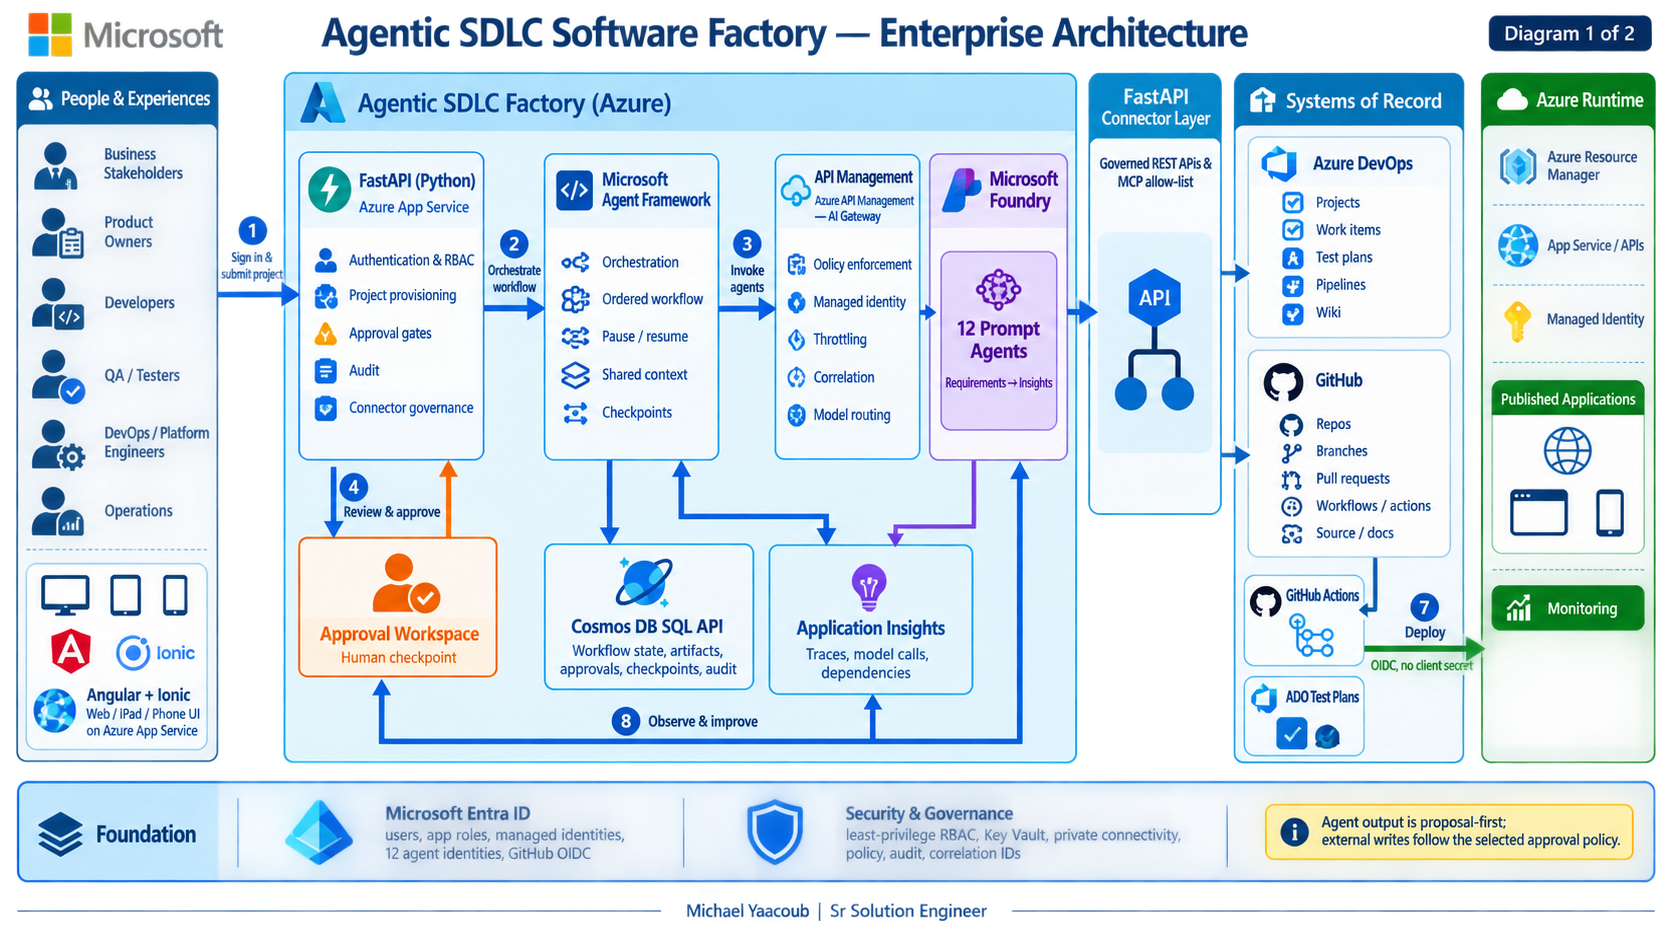 Microsoft
Agentic SDLC Software Factory — Enterprise Architecture
Diagram 1 of 2
People & Experiences
Business
Stakeholders
Product
Owners
Developers
QA / Testers
DevOps / Platform
Engineers
Operations
Ionic
Angular + Ionic
Web / iPad / Phone UI
on Azure App Service
1
Sign in &
submit project
Agentic SDLC Factory (Azure)
FastAPI (Python)
Azure App Service
Authentication & RBAC
Project provisioning
Approval gates
Audit
Connector governance
2
Orchestrate
workflow
Microsoft
Agent Framework
Orchestration
Ordered workflow
Pause / resume
Shared context
Checkpoints
3
Invoke
agents
API Management
Azure API Management
— AI Gateway
Oolicy enforcement
Managed identity
Throttling
Correlation
Model routing
Microsoft
Foundry
12 Prompt
Agents
Requirements → Insights
4
Review & approve
Approval Workspace
Human checkpoint
Cosmos DB SQL API
Workflow state, artifacts,
approvals, checkpoints, audit
Application Insights
Traces, model calls,
dependencies
8
Observe & improve
FastAPI
Connector Layer
Governed REST APIs &
MCP allow-list
API
Systems of Record
Azure DevOps
Projects
Work items
Test plans
Pipelines
Wiki
GitHub
Repos
Branches
Pull requests
Workflows / actions
Source / docs
GitHub Actions
7
Deploy
OIDC, no client secret
ADO Test Plans
Azure Runtime
Azure Resource
Manager
App Service / APIs
Managed Identity
Published Applications
Monitoring
Foundation
Microsoft Entra ID
users, app roles, managed identities,
12 agent identities, GitHub OIDC
Security & Governance
least-privilege RBAC, Key Vault, private connectivity,
policy, audit, correlation IDs
Agent output is proposal-first;
external writes follow the selected approval policy.
Michael Yaacoub | Sr Solution Engineer